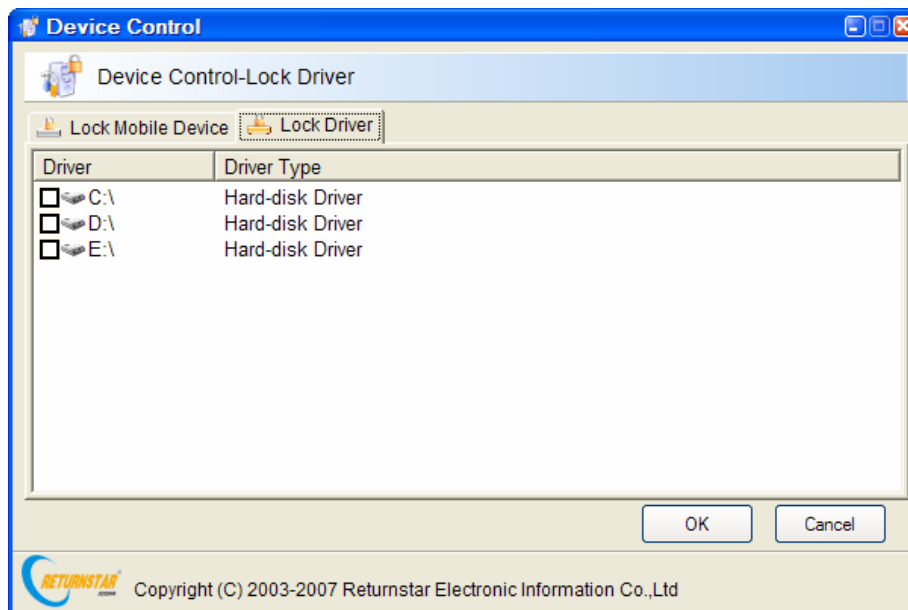 Device Control
Device Control-Lock Driver
Lock Mobile Device Lock Driver
Driver Driver Type
C:\ Hard-disk Driver
D:\ Hard-disk Driver
E:\ Hard-disk Driver
OK Cancel
RETURNSTAR
Copyright (C) 2003-2007 Returnstar Electronic Information Co.,Ltd